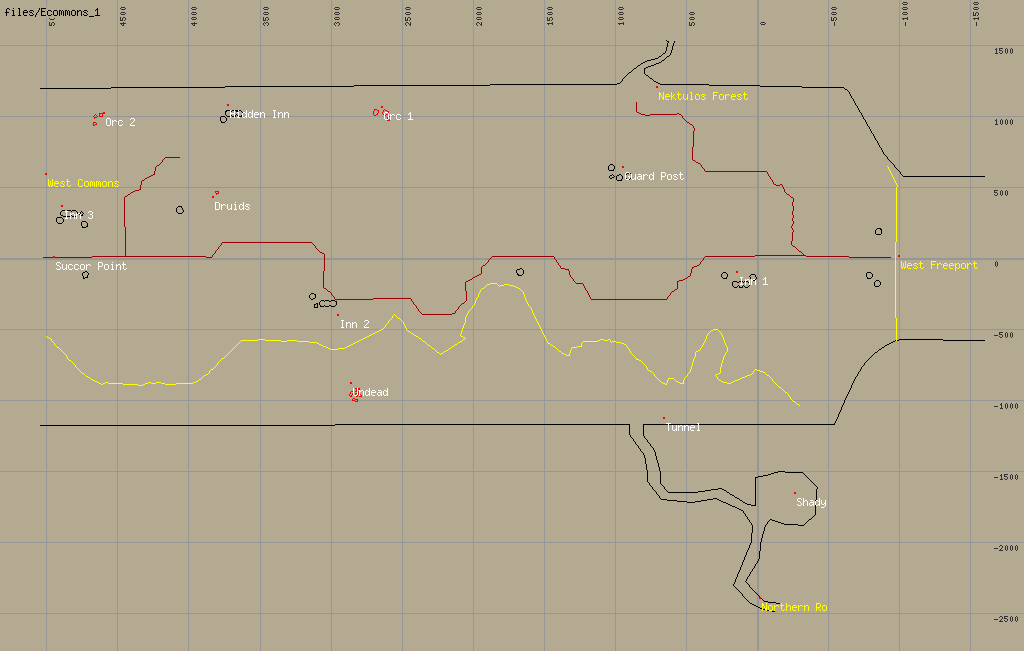 files/Ecommons_1
4500
4000
3500
3000
2500
2000
1500
1000
500
0
-500
-1000
-1500
1500
Nektulos Forest
Hidden Inn
Orc 1
Orc 2
1000
Guard Post
West Commons
500
Druids
Inn 3
0
Succor Point
West Freeport
Inn 1
Inn 2
-500
Undead
-1000
Tunnel
-1500
Shady
-2000
Northern Ro
-2500